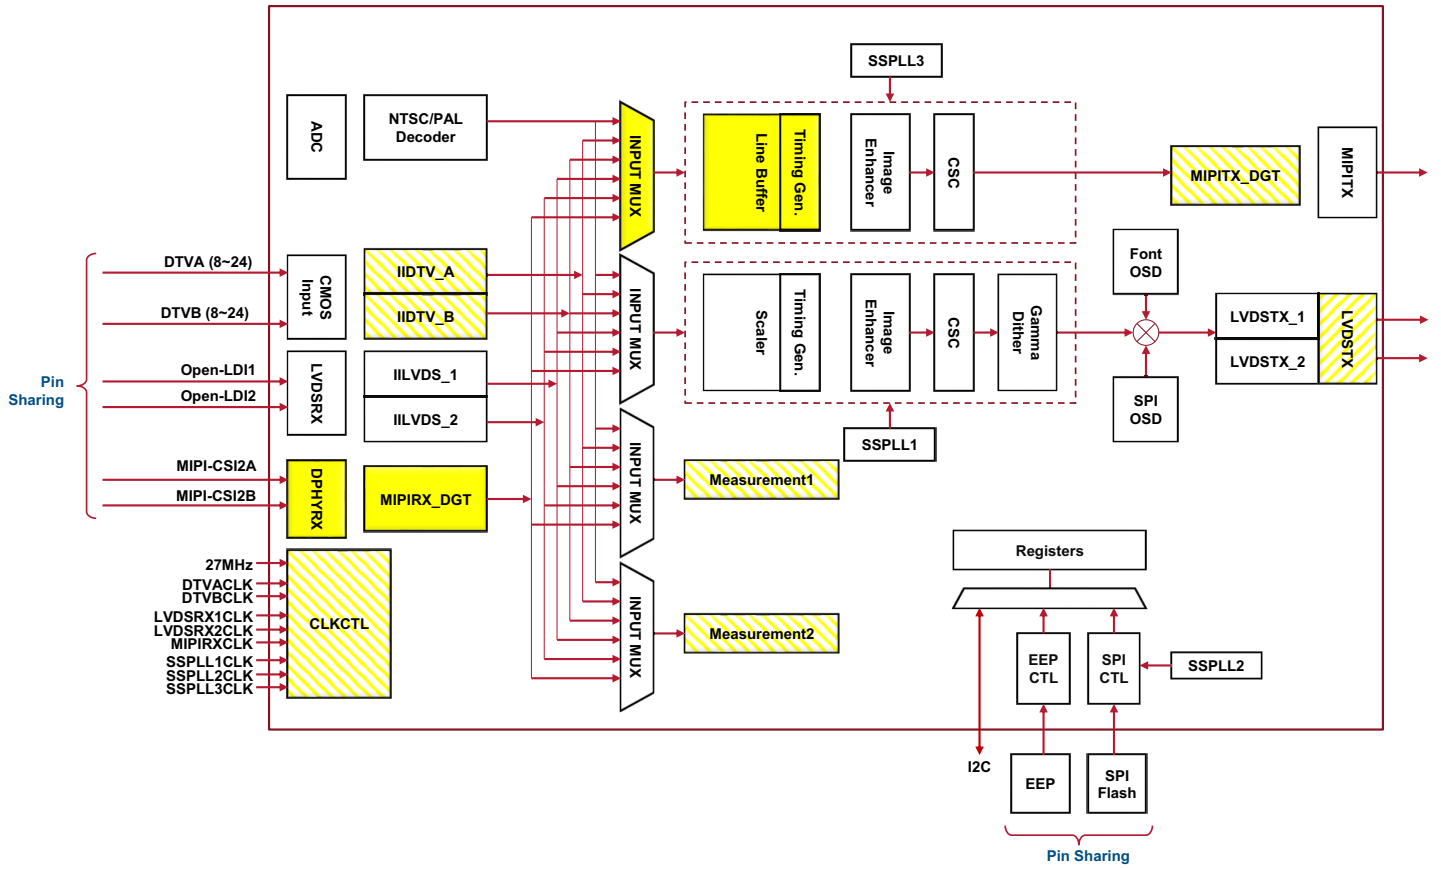 SSPLL3
ADC
NTSC/PAL
Decoder
INPUT MUX
Line Buffer
Timing Gen.
Image
Enhancer
CSC
MIPITX_DGT
MIPITX
DTVA (8~24)
DTVB (8~24)
CMOS
Input
IIDTV_A
IIDTV_B
INPUT MUX
Scaler
Timing Gen.
Image
Enhancer
CSC
Gamma
Dither
Font
OSD
SPI
OSD
LVDSTX_1
LVDSTX_2
LVDSTX
SSPLL1
Pin
Sharing
Open-LDI1
Open-LDI2
LVDSRX
IILVDS_1
IILVDS_2
MIPI-CSI2A
MIPI-CSI2B
DPHYRX
MIPIRX_DGT
INPUT MUX
Measurement1
27MHz
DTVACLK
DTVBCLK
LVDSRX1CLK
LVDSRX2CLK
MIPIRXCLK
SSPLL1CLK
SSPLL2CLK
SSPLL3CLK
CLKCTL
INPUT MUX
Measurement2
Registers
EEP
CTL
SPI
CTL
SSPLL2
I2C
EEP
SPI
Flash
Pin Sharing